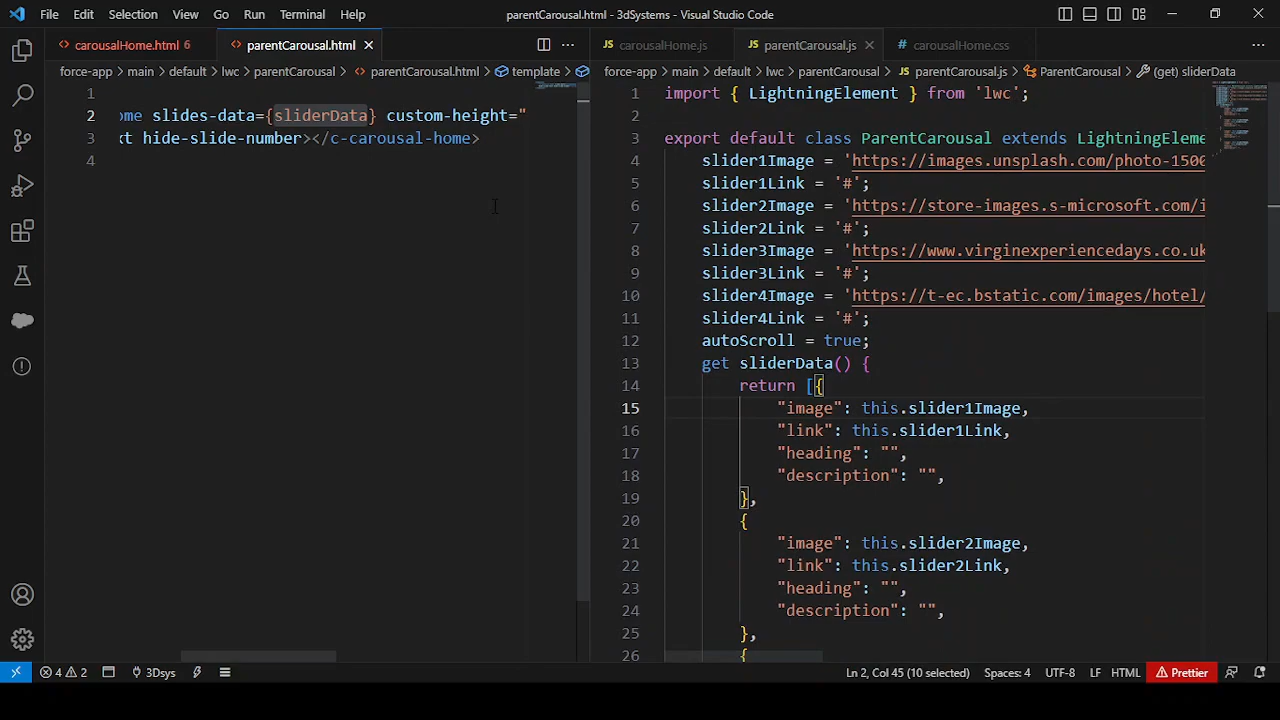 File Edit Selection View Go Run Terminal Help
parentCarousal.html - 3dSystems - Visual Studio Code
carousalHome.html 6
parentCarousal.html
force-app > main > default > lwc > parentCarousal > parentCarousal.html > template >
1
2 ome slides-data={sliderData} custom-height="
3 xt hide-slide-number></c-carousal-home>
4
carousalHome.js
parentCarousal.js
carousalHome.css
force-app > main > default > lwc > parentCarousal > JS parentCarousal.js > ParentCarousal > (get) sliderData
1 import { LightningElement } from 'lwc';
2
3 export default class ParentCarousal extends LightningEleme
4 slider1Image = 'https://images.unsplash.com/photo-1500
5 slider1Link = '#';
6 slider2Image = 'https://store-images.s-microsoft.com/i
7 slider2Link = '#';
8 slider3Image = 'https://www.virginexperiencedays.co.uk
9 slider3Link = '#';
10 slider4Image = 'https://t-ec.bstatic.com/images/hotel/
11 slider4Link = '#';
12 autoScroll = true;
13 get sliderData() {
14 return [{
15 "image": this.slider1Image,
16 "link": this.slider1Link,
17 "heading": "",
18 "description": "",
19 },
20 {
21 "image": this.slider2Image,
22 "link": this.slider2Link,
23 "heading": "",
24 "description": "",
25 },
26 {
4 2 3Dsys
Ln 2, Col 45 (10 selected) Spaces: 4 UTF-8 LF HTML Prettier